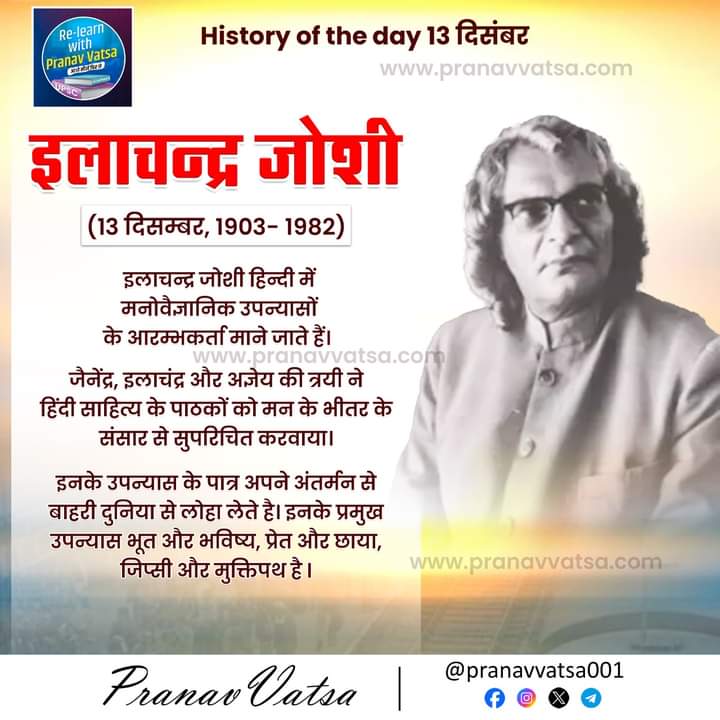 Re-learn
with
Pranav Vatsa
UPSC
History of the day 13 दिसंबर
www.pranavvatsa.com
इलाचन्द्र जोशी
(13 दिसम्बर, 1903- 1982)
इलाचन्द्र जोशी हिन्दी में
मनोवैज्ञानिक उपन्यासों
के आरम्भकर्ता माने जाते हैं।
www.pranavvatsa.com
जैनेंद्र, इलाचंद्र और अज्ञेय की त्रयी ने
हिंदी साहित्य के पाठकों को मन के भीतर के
संसार से सुपरिचित करवाया।
इनके उपन्यास के पात्र अपने अंतर्मन से
बाहरी दुनिया से लोहा लेते है। इनके प्रमुख
उपन्यास भूत और भविष्य, प्रेत और छाया,
जिप्सी और मुक्तिपथ है।
www.pranavvatsa.com
Pranav Vatsa
@pranavvatsa001